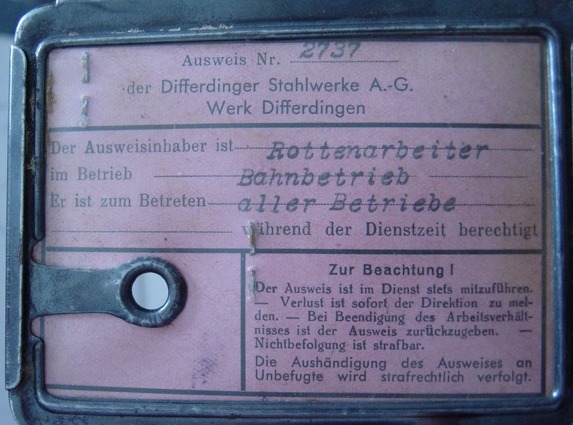 Ausweis Nr. 2737
der Differdinger Stahlwerke A.-G.
Werk Differdingen
Der Ausweisinhaber ist Rottenarbeiter
im Betrieb Bahnbetrieb
Er ist zum Betreten aller Betriebe
während der Dienstzeit berechtigt
Zur Beachtung!
Der Ausweis ist im Dienst stets mitzuführen.
— Verlust ist sofort der Direktion zu mel-
den. — Bei Beendigung des Arbeitsverhält-
nisses ist der Ausweis zurückzugeben. —
Nichtbefolgung ist strafbar.
Die Aushändigung des Ausweises an
Unbefugte wird strafrechtlich verfolgt.